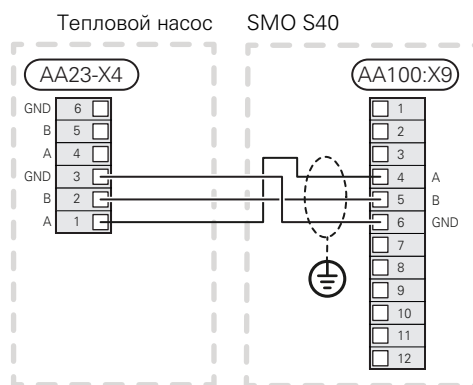 Тепловой насос SMO S40
AA23-X4 AA100:X9
GND 6
B 5
A 4
GND 3
B 2
A 1
1
2
3
4 A
5 B
6 GND
7
8
9
10
11
12